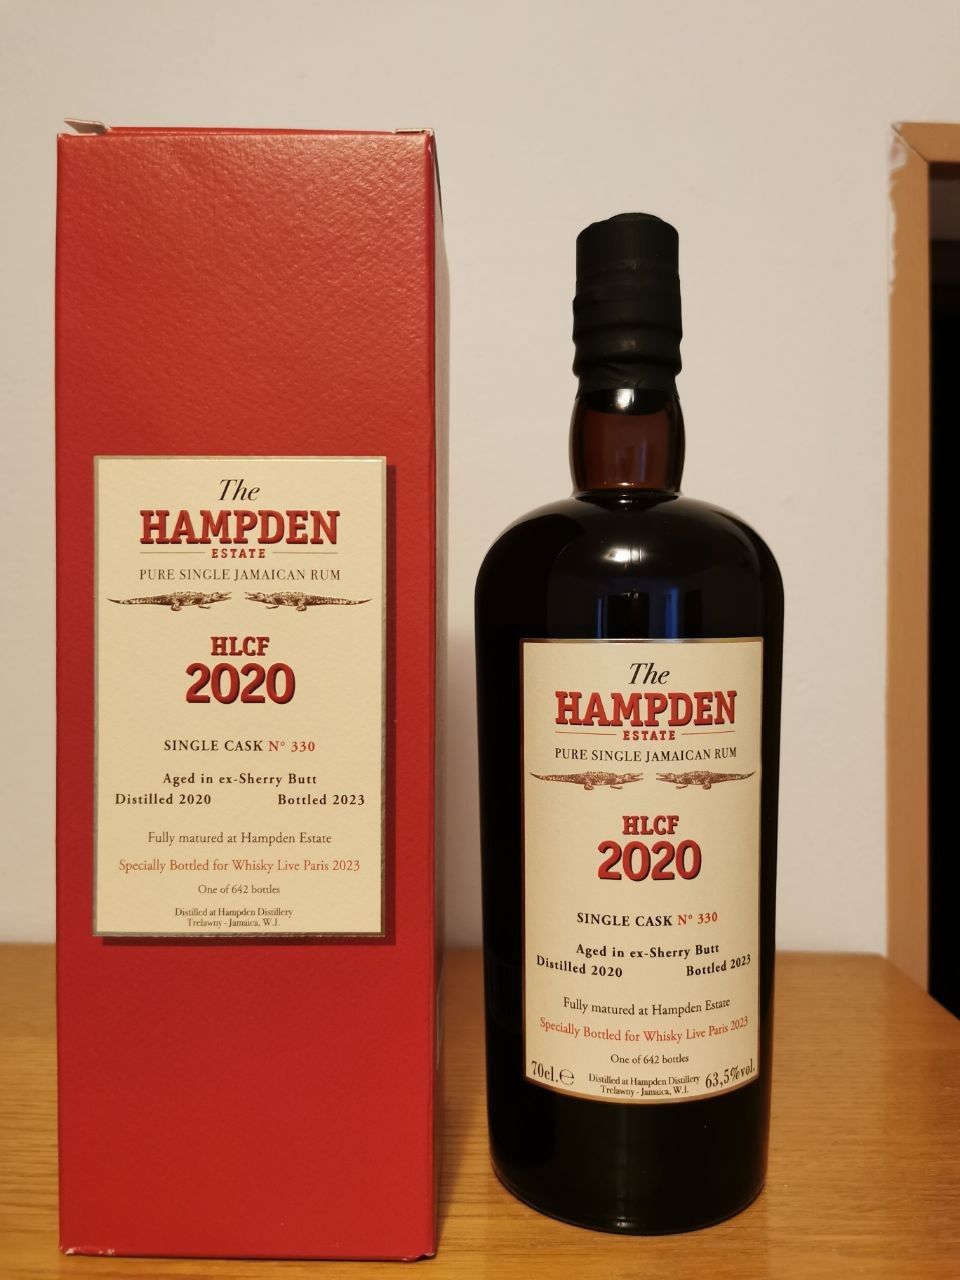 The
HAMPDEN
ESTATE
PURE SINGLE JAMAICAN RUM
HLCF
2020
SINGLE CASK N° 330
Aged in ex-Sherry Butt
Distilled 2020 Bottled 2023
Fully matured at Hampden Estate
Specially Bottled for Whisky Live Paris 2023
One of 642 bottles
Distilled at Hampden Distillery
Trelawny - Jamaica, W.I.
The
HAMPDEN
ESTATE
PURE SINGLE JAMAICAN RUM
HLCF
2020
SINGLE CASK N° 330
Aged in ex-Sherry Butt
Distilled 2020 Bottled 2023
Fully matured at Hampden Estate
Specially Bottled for Whisky Live Paris 2023
One of 642 bottles
70cl.℮ Distilled at Hampden Distillery 63,5%vol.
Trelawny - Jamaica, W.I.